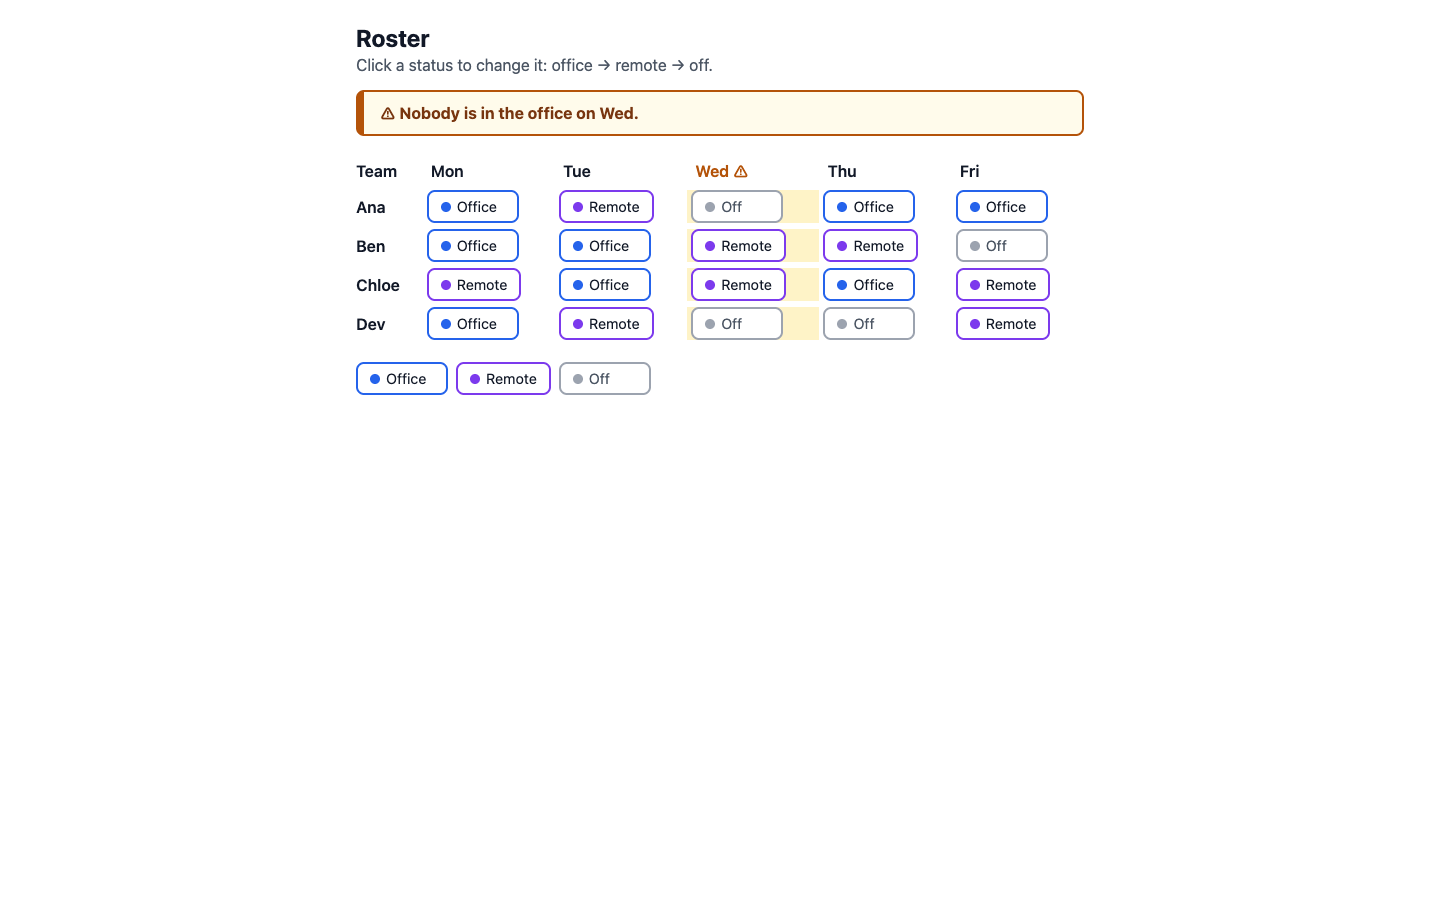 Roster
Click a status to change it: office → remote → off.
⚠ Nobody is in the office on Wed.
Team Mon Tue Wed ⚠ Thu Fri
Ana Office Remote Off Office Office
Ben Office Office Remote Remote Off
Chloe Remote Office Remote Office Remote
Dev Office Remote Off Off Remote
Office Remote Off